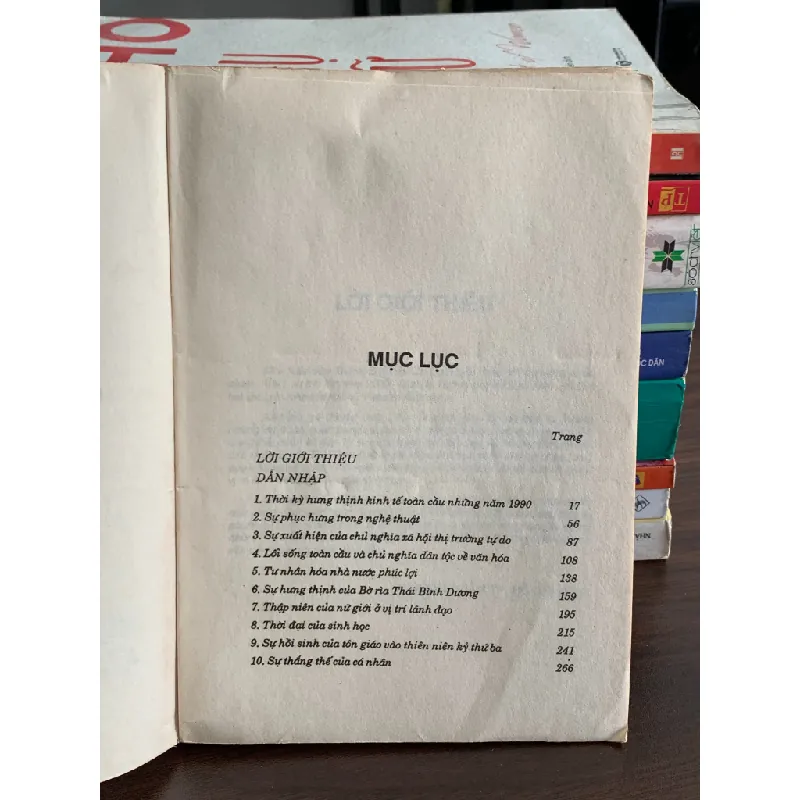 HO
MỤC LỤC
Trang
LỜI GIỚI THIỆU
DẪN NHẬP
1. Thời kỳ hưng thịnh kinh tế toàn cầu những năm 1990 17
2. Sự phục hưng trong nghệ thuật 56
3. Sự xuất hiện của chủ nghĩa xã hội thị trường tự do 87
4. Lối sống toàn cầu và chủ nghĩa dân tộc về văn hóa 108
5. Tư nhân hóa nhà nước phúc lợi 138
6. Sự hưng thịnh của Bờ rìa Thái Bình Dương 159
7. Thập niên của nữ giới ở vị trí lãnh đạo 195
8. Thời đại của sinh học 215
9. Sự hồi sinh của tôn giáo vào thiên niên kỷ thứ ba 241
10. Sự thắng thế của cá nhân 266
ỐC DÂN